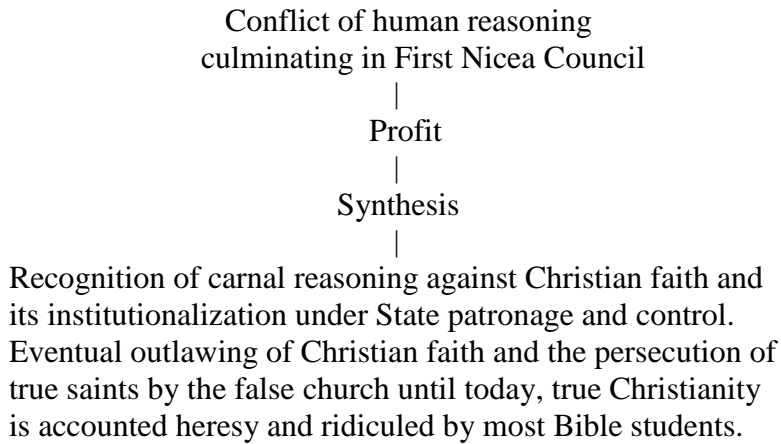 Conflict of human reasoning
culminating in First Nicea Council
|
Profit
|
Synthesis
|
Recognition of carnal reasoning against Christian faith and
its institutionalization under State patronage and control.
Eventual outlawing of Christian faith and the persecution of
true saints by the false church until today, true Christianity
is accounted heresy and ridiculed by most Bible students.